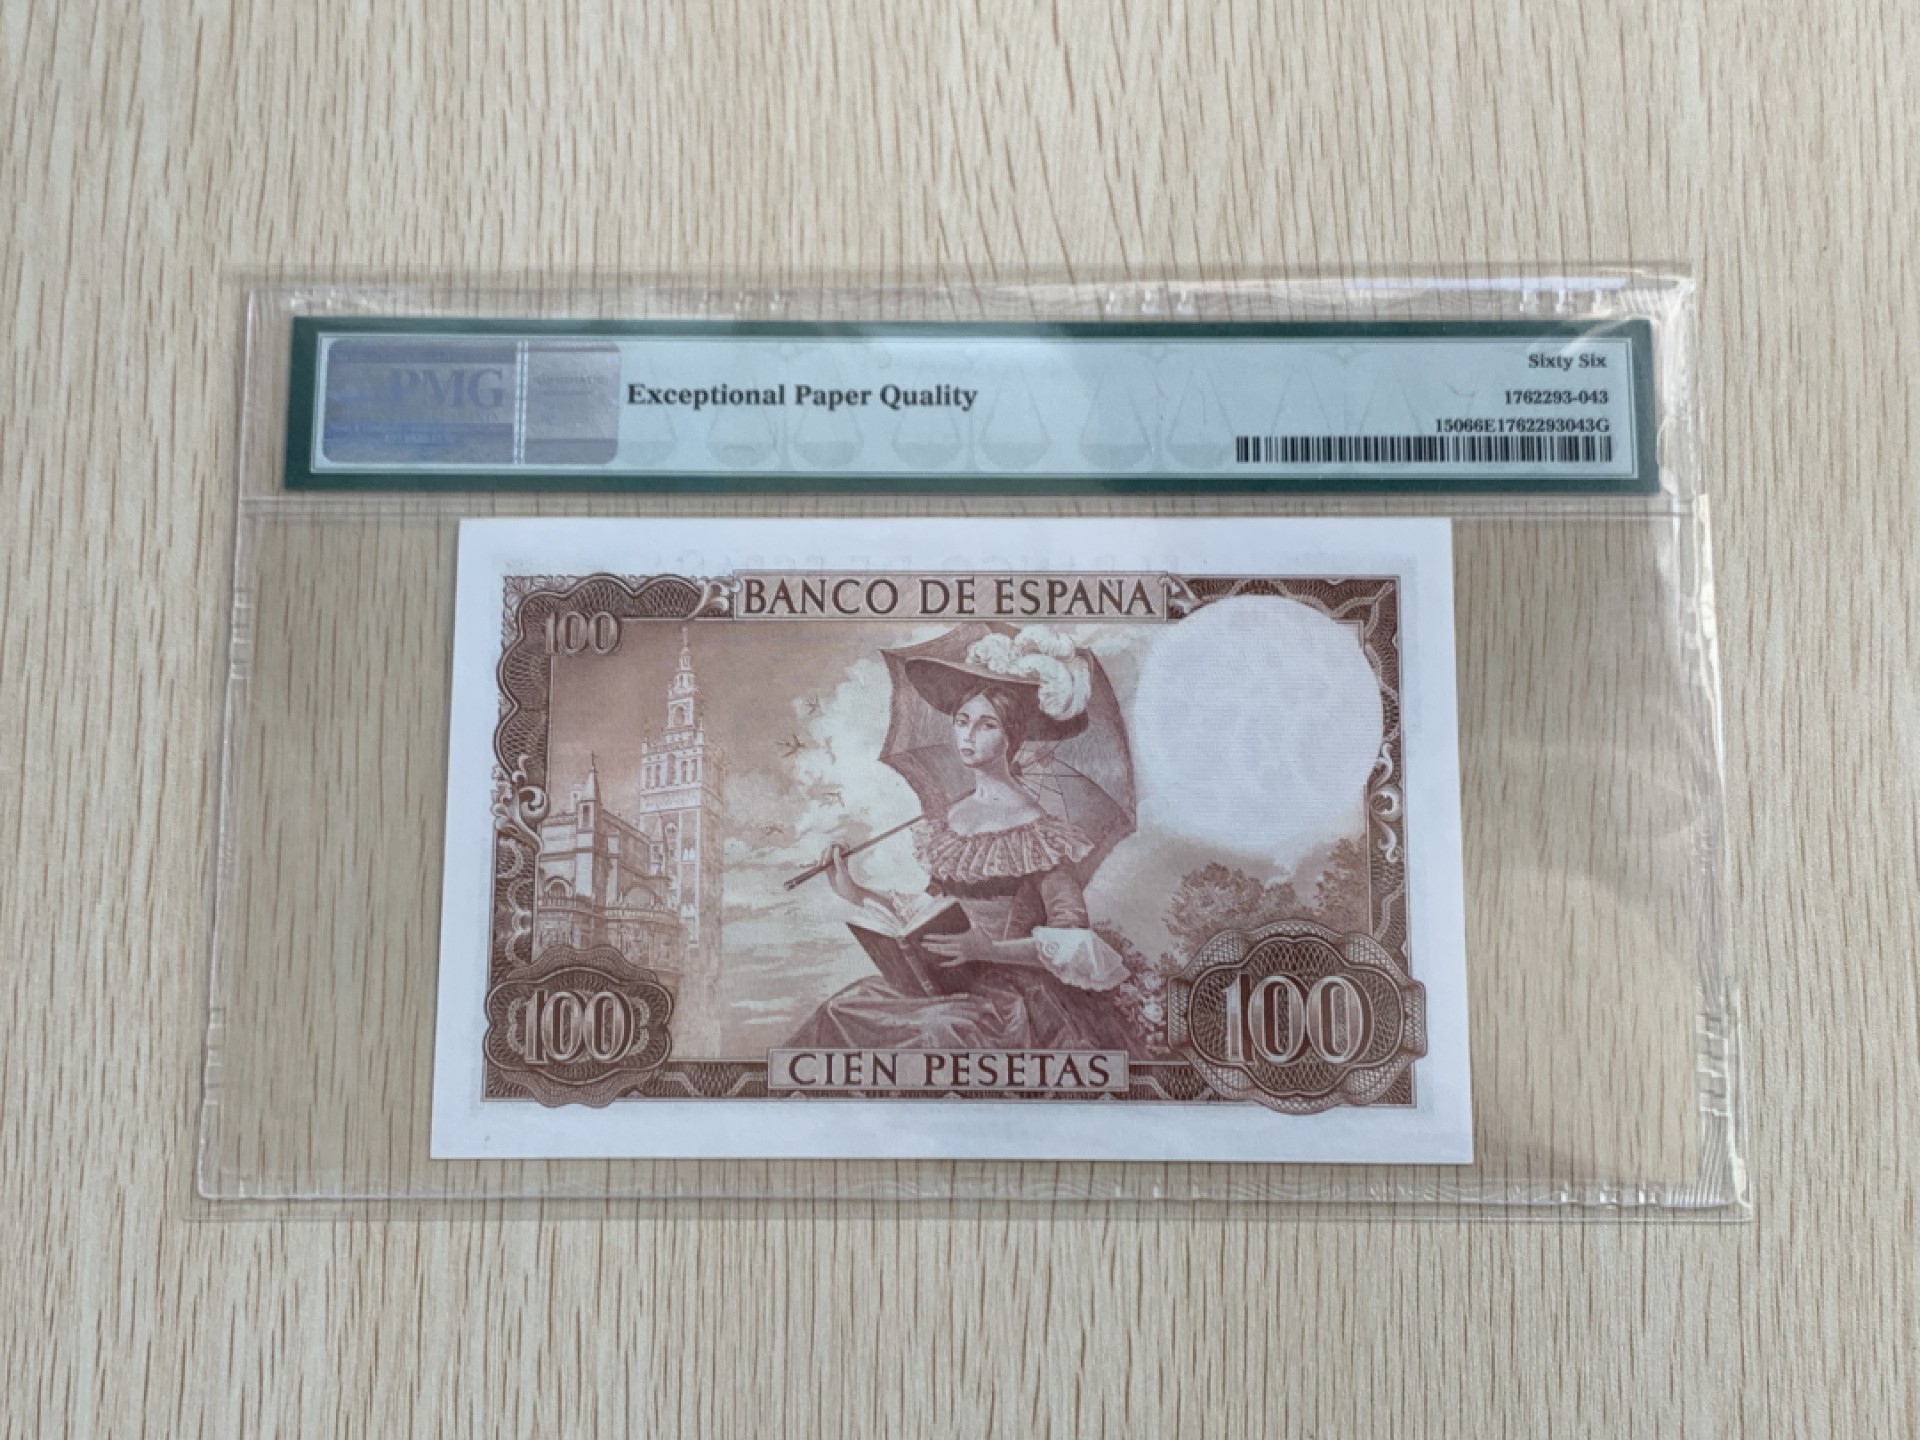 PMG
Exceptional Paper Quality
Sixty Six
1762293-043
15066E1762293043G
BANCO DE ESPAÑA
100
100
100
CIEN PESETAS